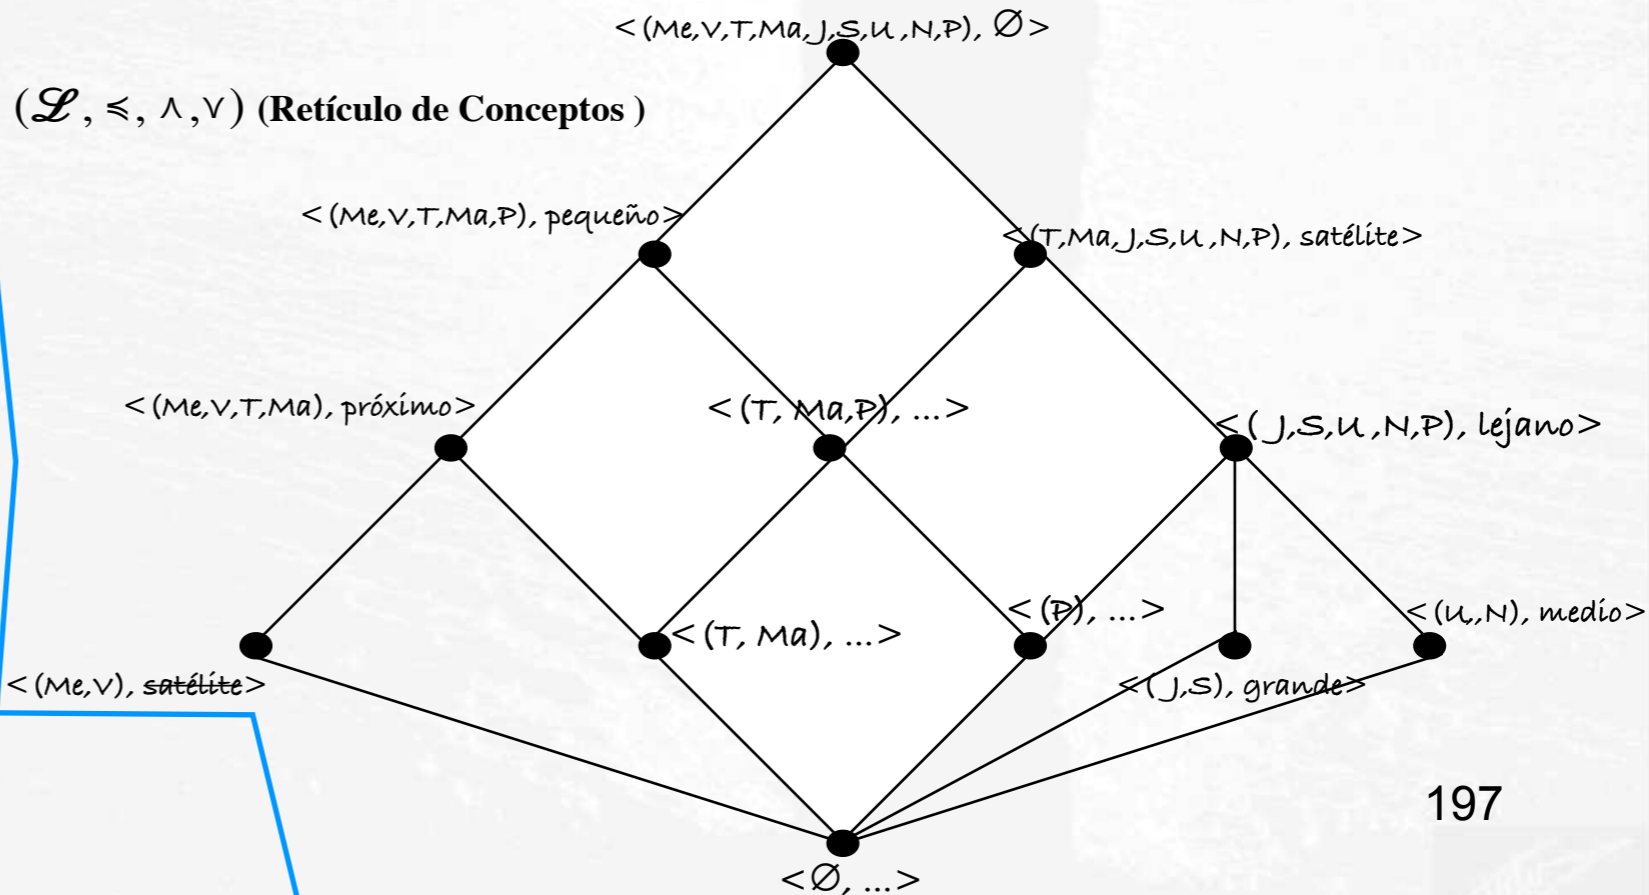 <(Me,V,T,Ma,J,S,U,N,P), Ø>
(ℒ, ≼, ∧,∨) (Retículo de Conceptos )
<(Me,V,T,Ma,P), pequeño>
<(T,Ma,J,S,U,N,P), satélite>
<(Me,V,T,Ma), próximo>
<(T, Ma,P), ...>
<( J,S,U,N,P), lejano>
<(P), ...>
<(U,,N), medio>
<(T, Ma), ...>
<(Me,V), satélite>
<( J,S), grande>
197
<Ø, ...>